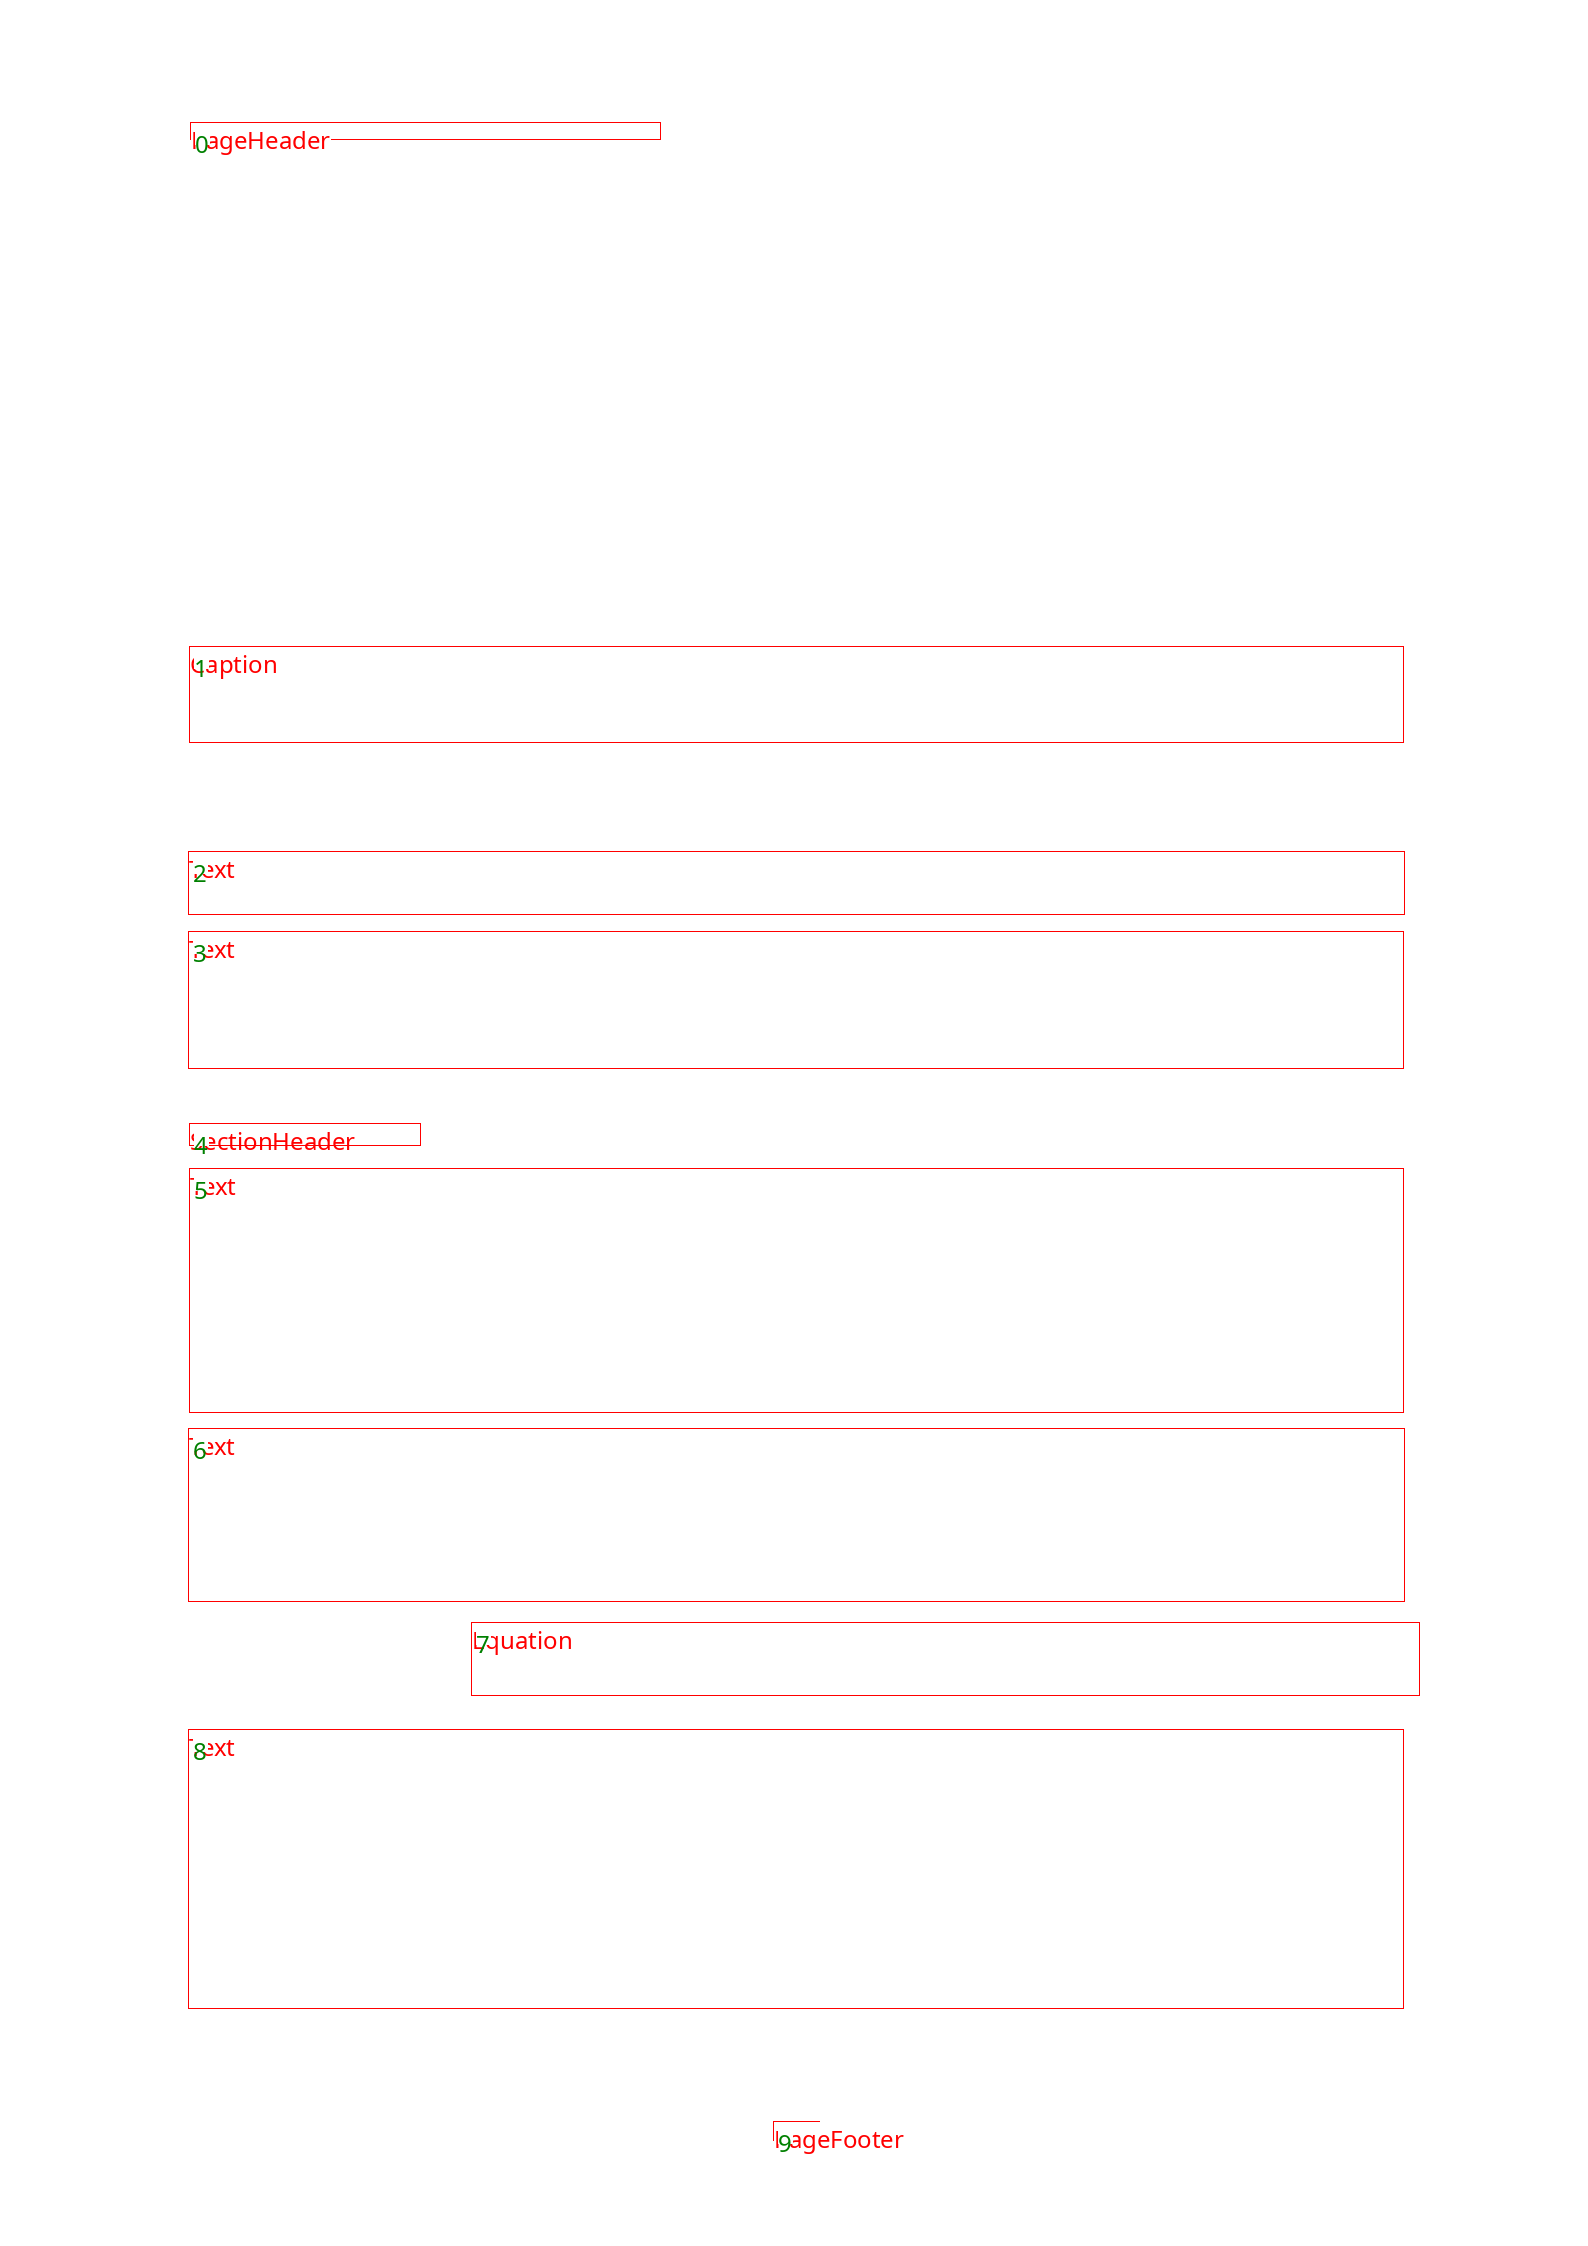 PageHeader
0
Caption
1
Text
2
Text
3
SectionHeader
4
Text
5
Text
6
Equation
7
Text
8
PageFooter
9